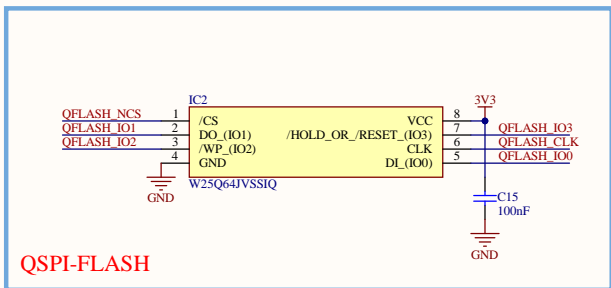 IC2
3V3
QFLASH_NCS 1 /CS VCC 8
QFLASH_IO1 2 DO_(IO1) /HOLD_OR_/RESET_(IO3) 7 QFLASH_IO3
QFLASH_IO2 3 /WP_(IO2) CLK 6 QFLASH_CLK
4 GND DI_(IO0) 5 QFLASH_IO0
W25Q64JVSSIQ
GND
C15
100nF
GND
QSPI-FLASH